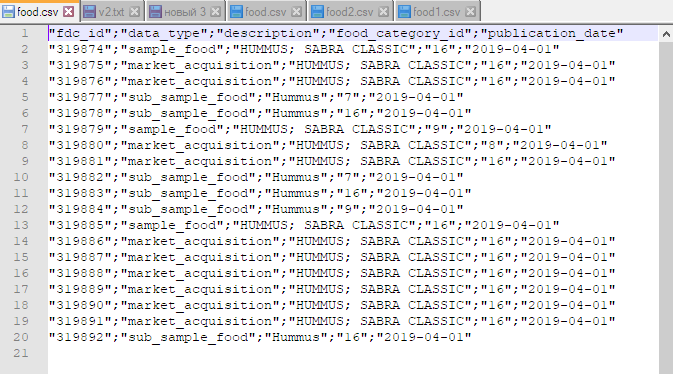 food.csv v2.txt новый 3 food.csv food2.csv food1.csv
1 "fdc_id";"data_type";"description";"food_category_id";"publication_date"
2 "319874";"sample_food";"HUMMUS; SABRA CLASSIC";"16";"2019-04-01"
3 "319875";"market_acquisition";"HUMMUS; SABRA CLASSIC";"16";"2019-04-01"
4 "319876";"market_acquisition";"HUMMUS; SABRA CLASSIC";"16";"2019-04-01"
5 "319877";"sub_sample_food";"Hummus";"7";"2019-04-01"
6 "319878";"sub_sample_food";"Hummus";"16";"2019-04-01"
7 "319879";"sample_food";"HUMMUS; SABRA CLASSIC";"9";"2019-04-01"
8 "319880";"market_acquisition";"HUMMUS; SABRA CLASSIC";"8";"2019-04-01"
9 "319881";"market_acquisition";"HUMMUS; SABRA CLASSIC";"16";"2019-04-01"
10 "319882";"sub_sample_food";"Hummus";"7";"2019-04-01"
11 "319883";"sub_sample_food";"Hummus";"16";"2019-04-01"
12 "319884";"sub_sample_food";"Hummus";"9";"2019-04-01"
13 "319885";"sample_food";"HUMMUS; SABRA CLASSIC";"16";"2019-04-01"
14 "319886";"market_acquisition";"HUMMUS; SABRA CLASSIC";"16";"2019-04-01"
15 "319887";"market_acquisition";"HUMMUS; SABRA CLASSIC";"16";"2019-04-01"
16 "319888";"market_acquisition";"HUMMUS; SABRA CLASSIC";"16";"2019-04-01"
17 "319889";"market_acquisition";"HUMMUS; SABRA CLASSIC";"16";"2019-04-01"
18 "319890";"market_acquisition";"HUMMUS; SABRA CLASSIC";"16";"2019-04-01"
19 "319891";"market_acquisition";"HUMMUS; SABRA CLASSIC";"16";"2019-04-01"
20 "319892";"sub_sample_food";"Hummus";"16";"2019-04-01"
21